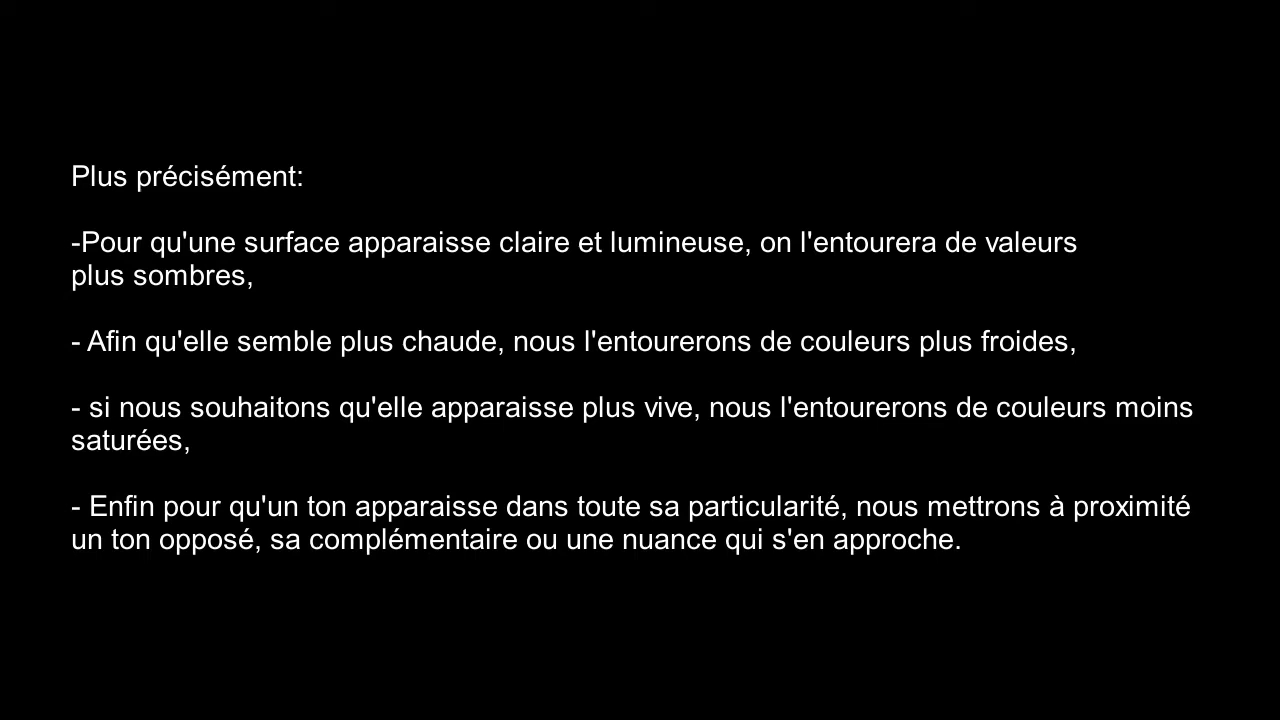 Plus précisément:
-Pour qu'une surface apparaisse claire et lumineuse, on l'entourera de valeurs
plus sombres,
- Afin qu'elle semble plus chaude, nous l'entourerons de couleurs plus froides,
- si nous souhaitons qu'elle apparaisse plus vive, nous l'entourerons de couleurs moins
saturées,
- Enfin pour qu'un ton apparaisse dans toute sa particularité, nous mettrons à proximité
un ton opposé, sa complémentaire ou une nuance qui s'en approche.